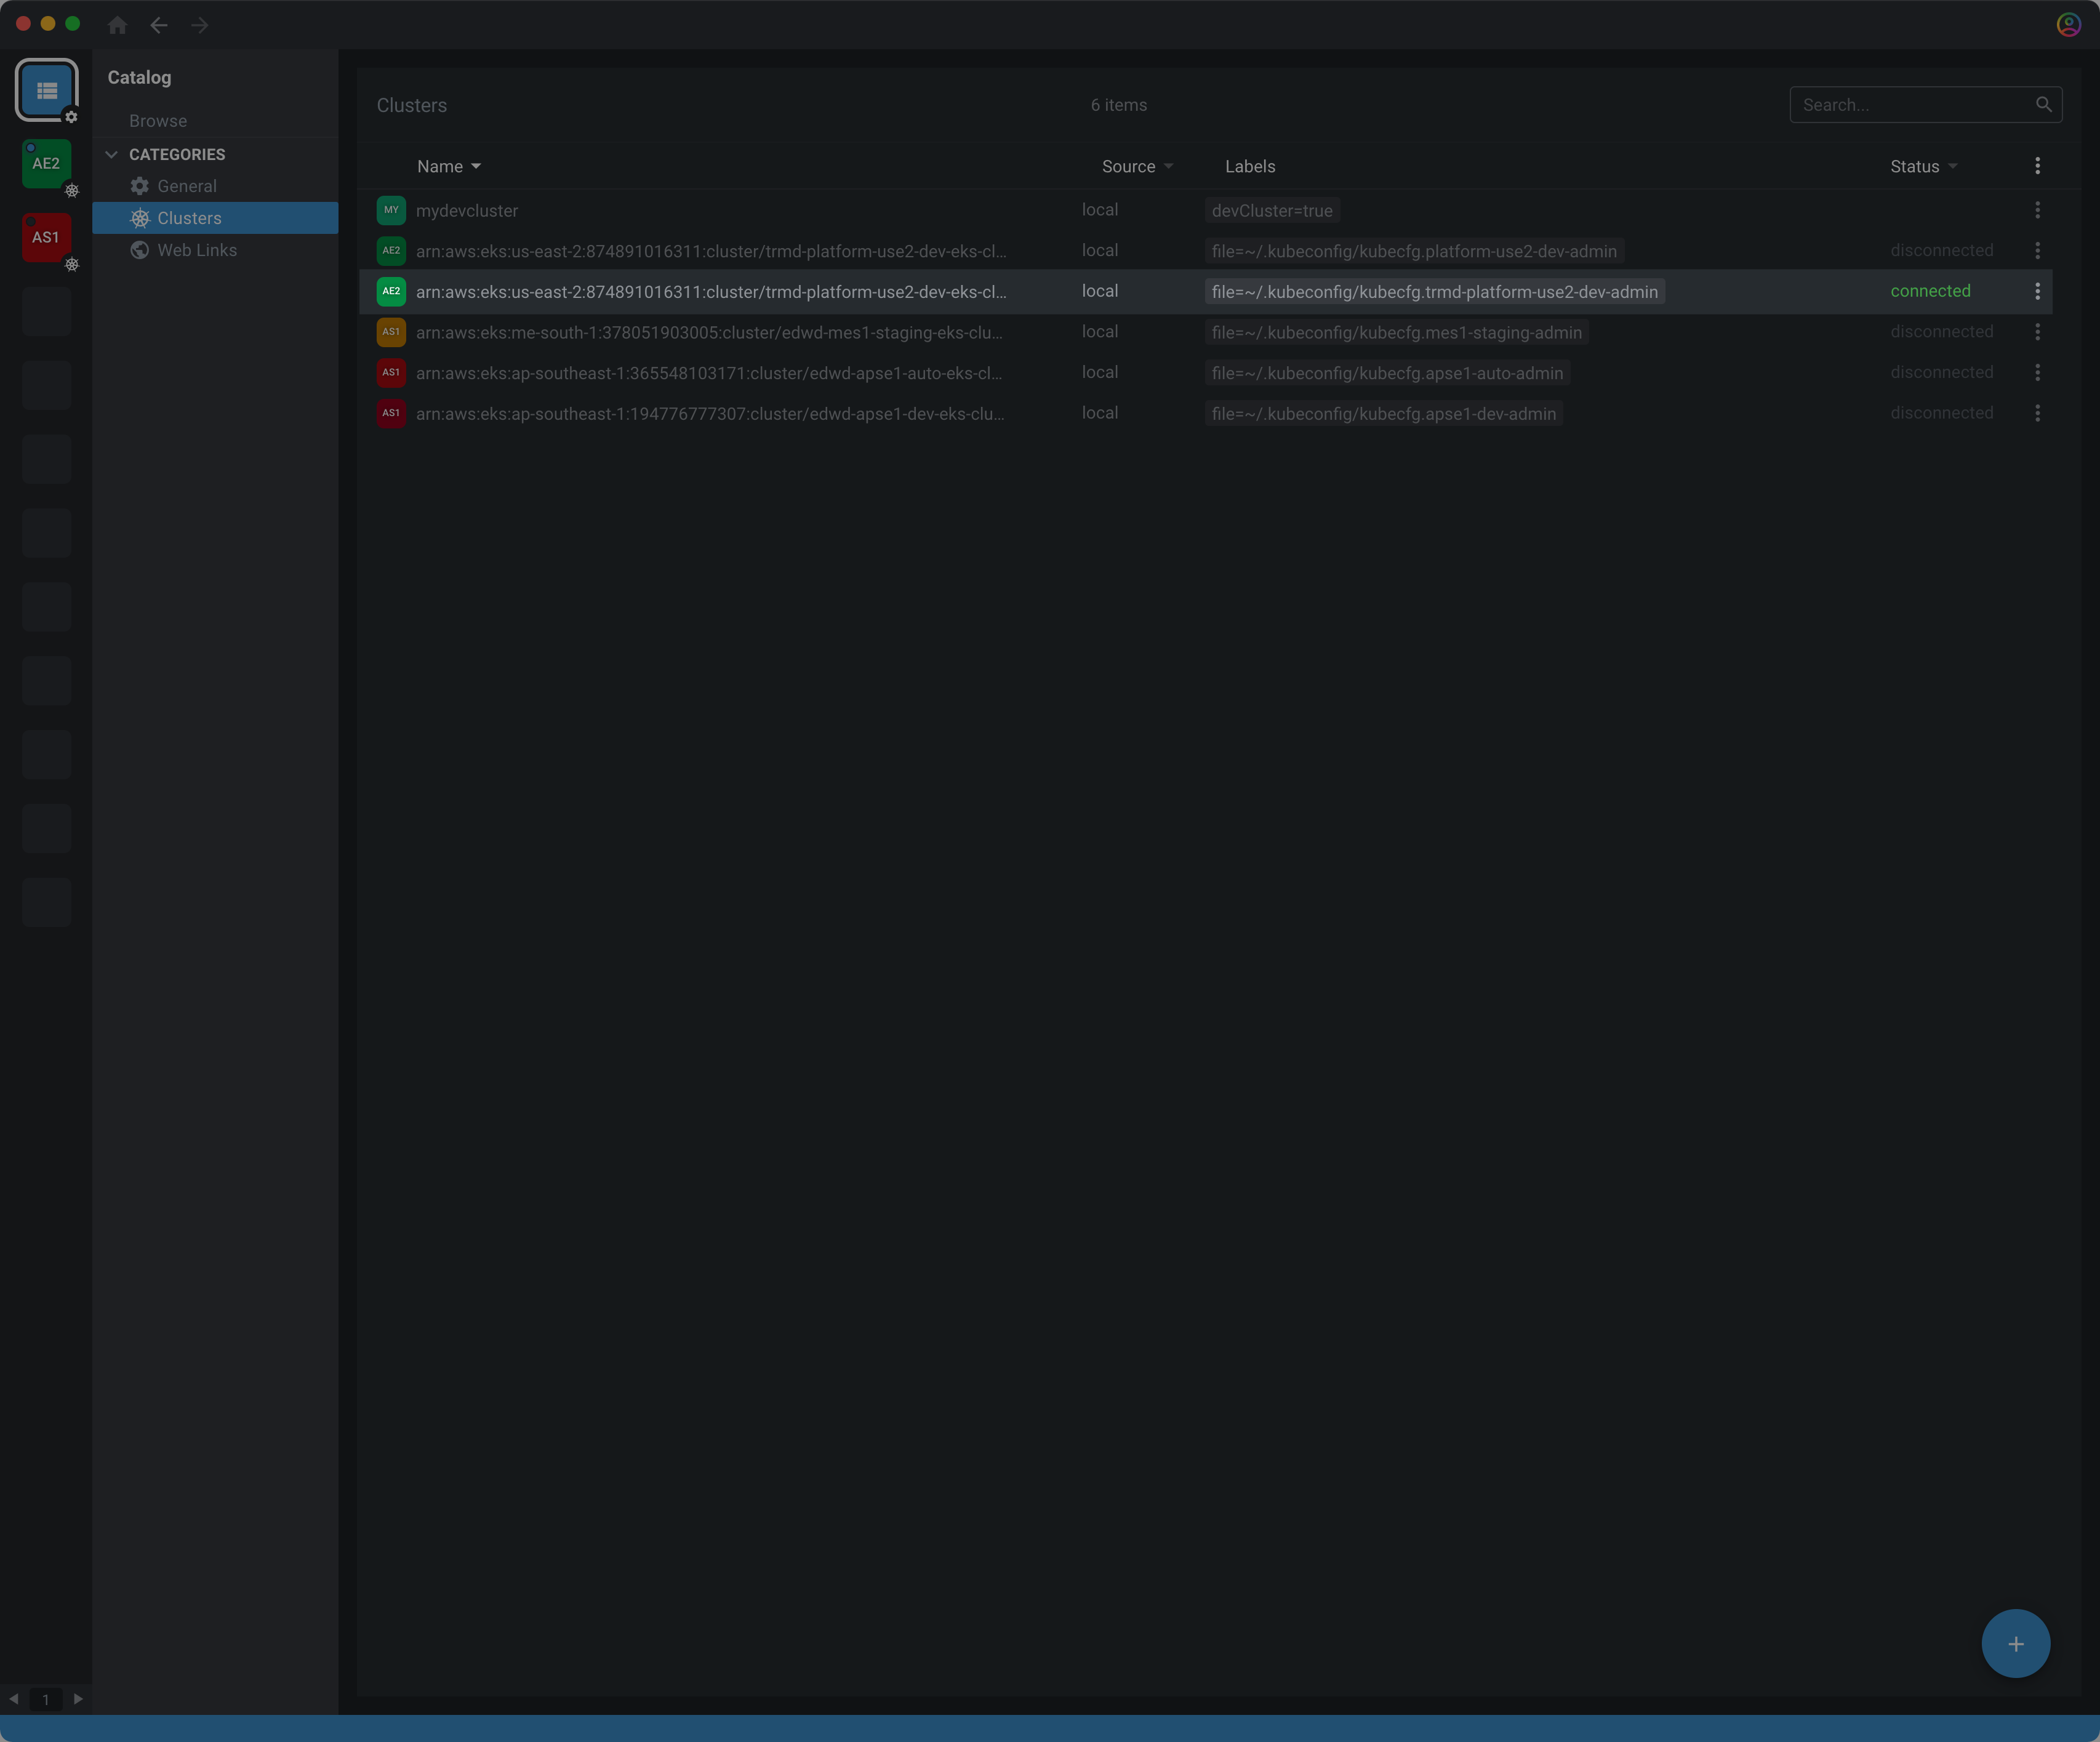 Catalog
Browse
CATEGORIES
General
Clusters
Web Links
AE2
AS1
1
Clusters
6 items
Search...
Name Source Labels Status
MY mydevcluster local devCluster=true
AE2 arn:aws:eks:us-east-2:874891016311:cluster/trmd-platform-use2-dev-eks-cl... local file=~/.kubeconfig/kubecfg.platform-use2-dev-admin disconnected
AE2 arn:aws:eks:us-east-2:874891016311:cluster/trmd-platform-use2-dev-eks-cl... local file=~/.kubeconfig/kubecfg.trmd-platform-use2-dev-admin connected
AS1 arn:aws:eks:me-south-1:378051903005:cluster/edwd-mes1-staging-eks-clu... local file=~/.kubeconfig/kubecfg.mes1-staging-admin disconnected
AS1 arn:aws:eks:ap-southeast-1:365548103171:cluster/edwd-apse1-auto-eks-cl... local file=~/.kubeconfig/kubecfg.apse1-auto-admin disconnected
AS1 arn:aws:eks:ap-southeast-1:194776777307:cluster/edwd-apse1-dev-eks-clu... local file=~/.kubeconfig/kubecfg.apse1-dev-admin disconnected